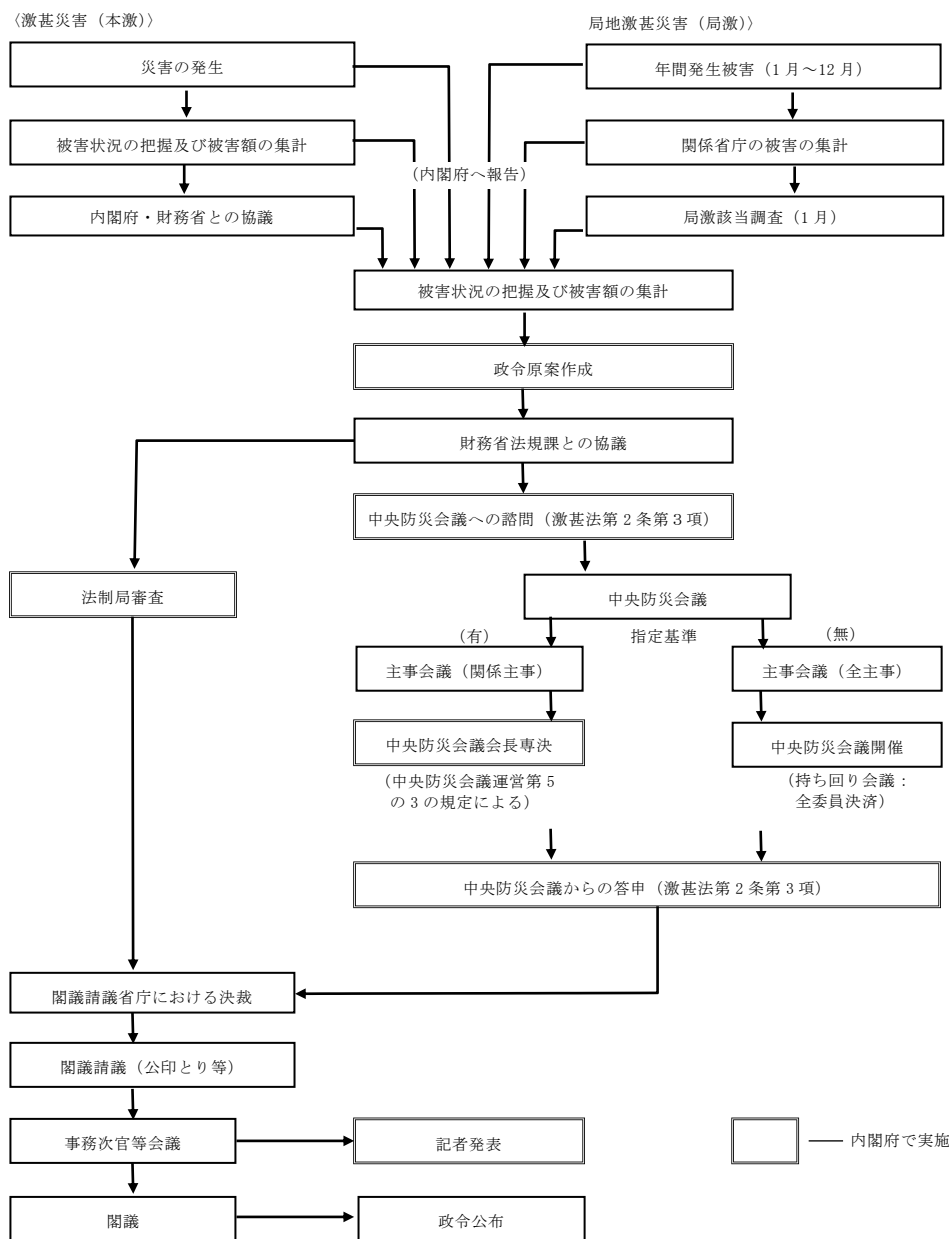 〈激甚災害（本激）〉
局地激甚災害（局激）〉
災害の発生
年間発生被害（1月～12月）
被害状況の把握及び被害額の集計
関係省庁の被害の集計
（内閣府へ報告）
内閣府・財務省との協議
局激該当調査（1月）
被害状況の把握及び被害額の集計
政令原案作成
財務省法規課との協議
中央防災会議への諮問（激甚法第2条第3項）
法制局審査
中央防災会議
（有）
指定基準
（無）
主事会議（関係主事）
主事会議（全主事）
中央防災会議会長専決
中央防災会議開催
（中央防災会議運営第5
の3の規定による）
（持ち回り会議：
全委員決済）
中央防災会議からの答申（激甚法第2条第3項）
閣議請議省庁における決裁
閣議請議（公印とり等）
事務次官等会議
記者発表
内閣府で実施
閣議
政令公布